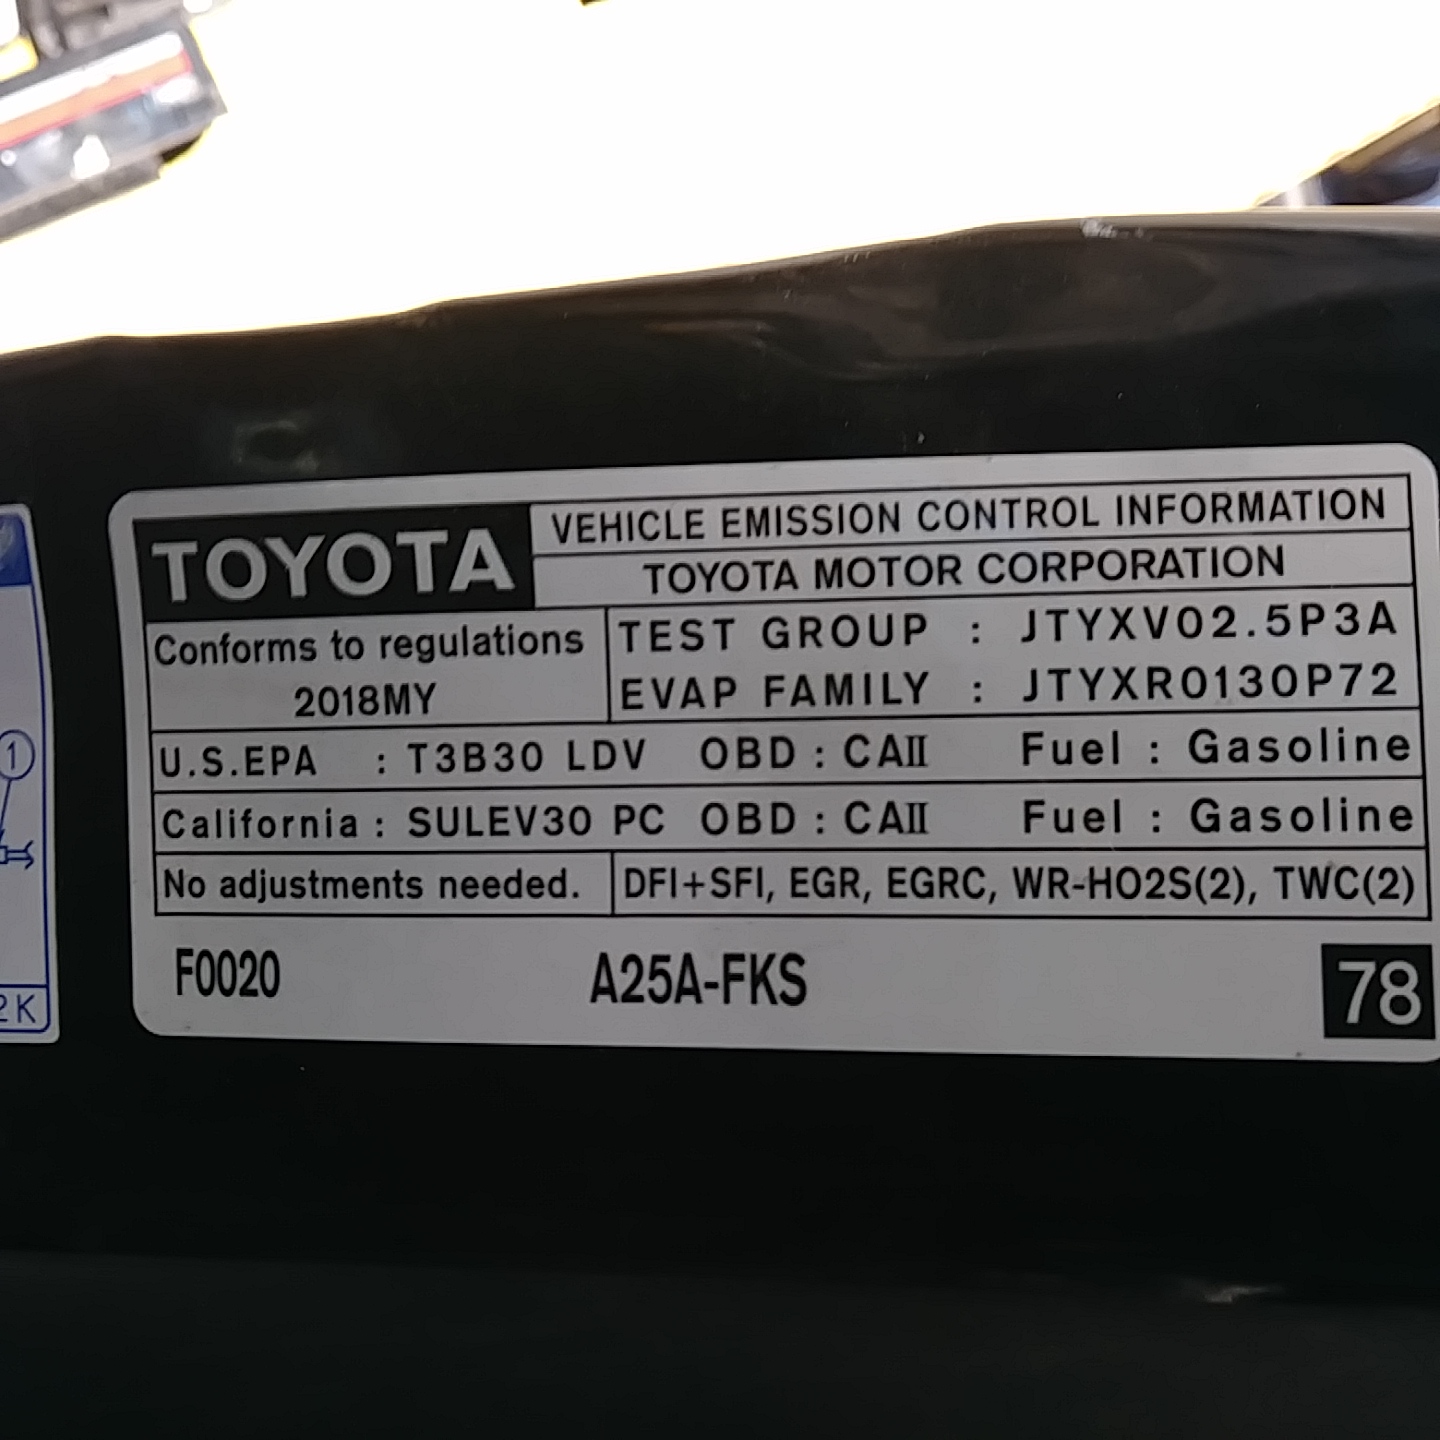 TOYOTA
VEHICLE EMISSION CONTROL INFORMATION
TOYOTA MOTOR CORPORATION
Conforms to regulations
2018MY
TEST GROUP : JTYXV02.5P3A
EVAP FAMILY : JTYXR0130P72
U.S.EPA : T3B30 LDV OBD : CAII Fuel : Gasoline
California : SULEV30 PC OBD : CAII Fuel : Gasoline
No adjustments needed.
DFI+SFI, EGR, EGRC, WR-HO2S(2), TWC(2)
F0020 A25A-FKS 78
1
2K